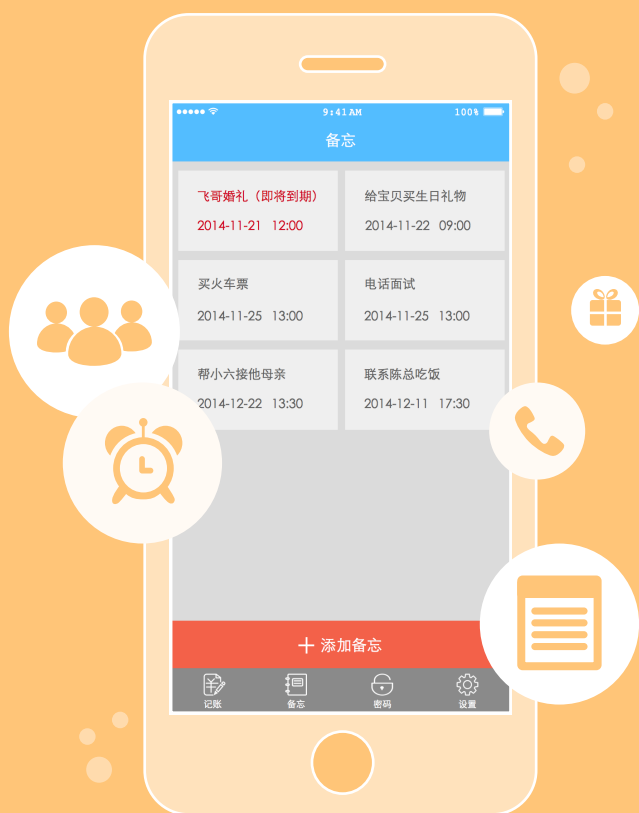 9:41 AM 100%
备忘
飞哥婚礼（即将到期）
2014-11-21 12:00
给宝贝买生日礼物
2014-11-22 09:00
买火车票
2014-11-25 13:00
电话面试
2014-11-25 13:00
帮小六接他母亲
2014-12-22 13:30
联系陈总吃饭
2014-12-11 17:30
＋ 添加备忘
记账 备忘 密码 设置